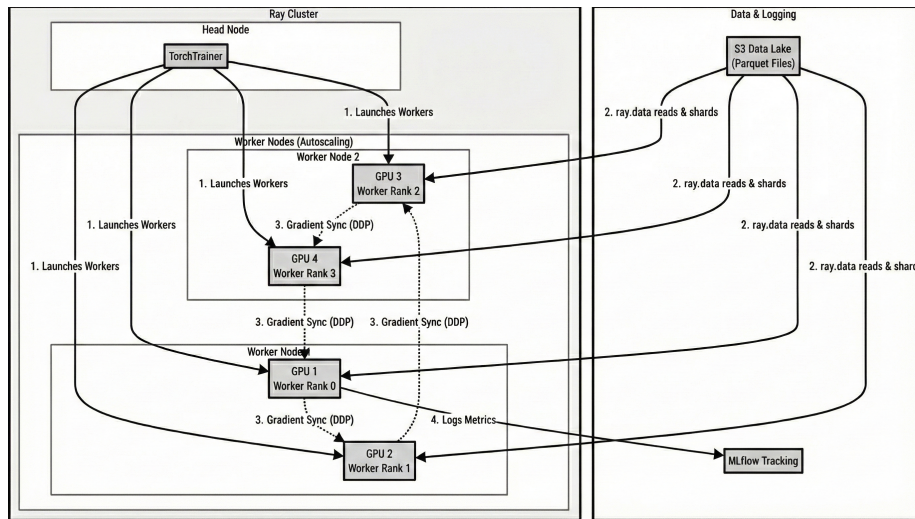 Ray Cluster
Head Node
TorchTrainer
Data & Logging
S3 Data Lake
(Parquet Files)
1. Launches Workers
2. ray.data reads & shards
Worker Nodes (Autoscaling)
Worker Node 2
GPU 3
Worker Rank 2
1. Launches Workers
2. ray.data reads & shards
1. Launches Workers
3. Gradient Sync (DDP)
2. ray.data reads & shards
GPU 4
Worker Rank 3
1. Launches Workers
2. ray.data reads & shard
3. Gradient Sync (DDP)
3. Gradient Sync (DDP)
Worker Node
GPU 1
Worker Rank 0
3. Gradient Sync (DDP)
4. Logs Metrics
GPU 2
Worker Rank 1
MLflow Tracking